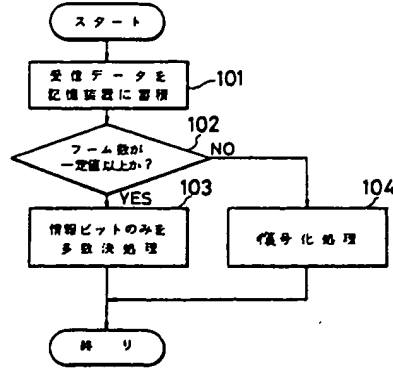 スタート
受信データを
記憶装置に蓄積
101
102
フーム数が
一定値以上か?
NO
YES
103
104
情報ビットのみを
多数決処理
復号化処理
終り